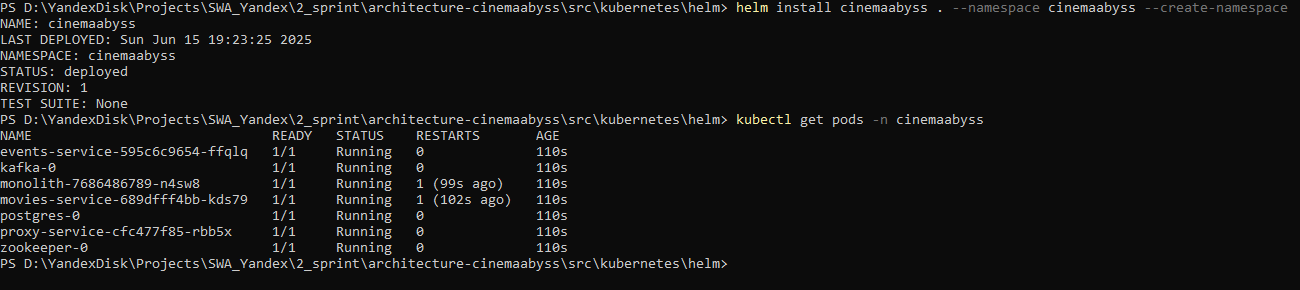 PS D:\YandexDisk\Projects\SWA_Yandex\2_sprint\architecture-cinemaabyss\src\kubernetes\helm> helm install cinemaabyss . --namespace cinemaabyss --create-namespace
NAME: cinemaabyss
LAST DEPLOYED: Sun Jun 15 19:23:25 2025
NAMESPACE: cinemaabyss
STATUS: deployed
REVISION: 1
TEST SUITE: None
PS D:\YandexDisk\Projects\SWA_Yandex\2_sprint\architecture-cinemaabyss\src\kubernetes\helm> kubectl get pods -n cinemaabyss
NAME                              READY   STATUS    RESTARTS       AGE
events-service-595c6c9654-ffqlq   1/1     Running   0              110s
kafka-0                           1/1     Running   0              110s
monolith-7686486789-n4sw8         1/1     Running   1 (99s ago)    110s
movies-service-689dfff4bb-kds79   1/1     Running   1 (102s ago)   110s
postgres-0                        1/1     Running   0              110s
proxy-service-cfc477f85-rbb5x     1/1     Running   0              110s
zookeeper-0                       1/1     Running   0              110s
PS D:\YandexDisk\Projects\SWA_Yandex\2_sprint\architecture-cinemaabyss\src\kubernetes\helm>